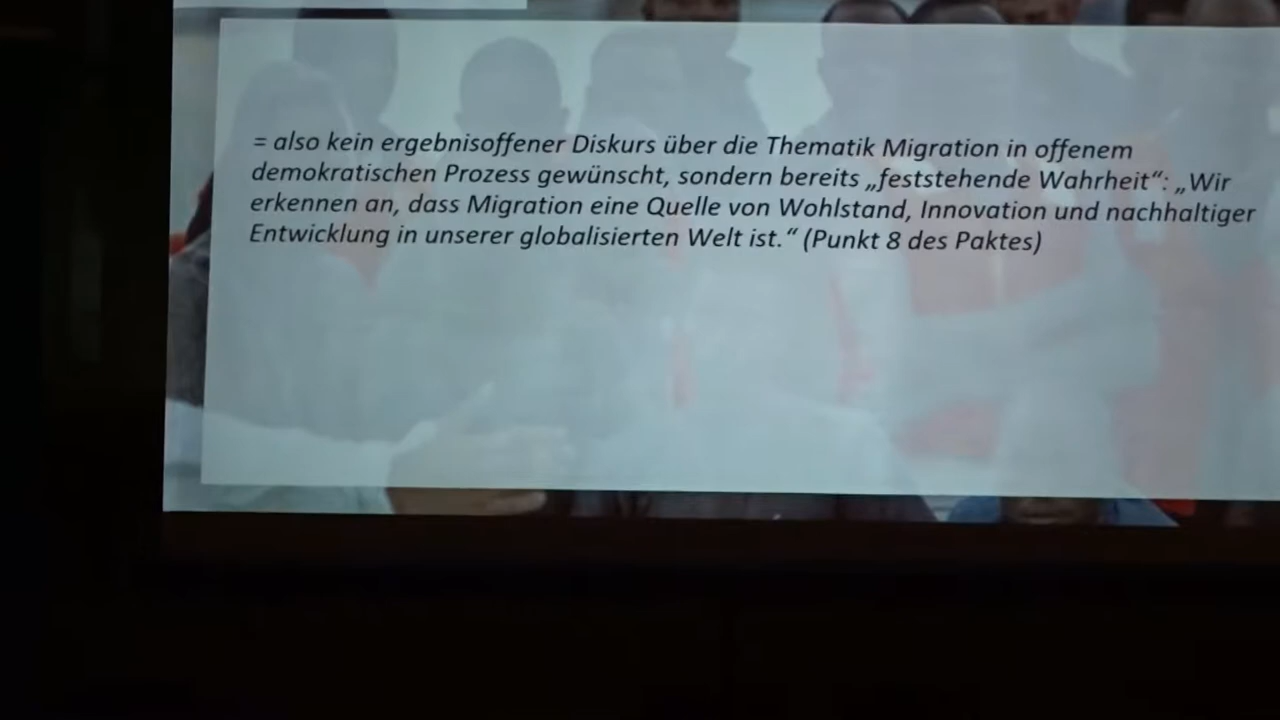 = also kein ergebnisoffener Diskurs über die Thematik Migration in offenem
demokratischen Prozess gewünscht, sondern bereits „feststehende Wahrheit“: „Wir
erkennen an, dass Migration eine Quelle von Wohlstand, Innovation und nachhaltiger
Entwicklung in unserer globalisierten Welt ist.“ (Punkt 8 des Paktes)